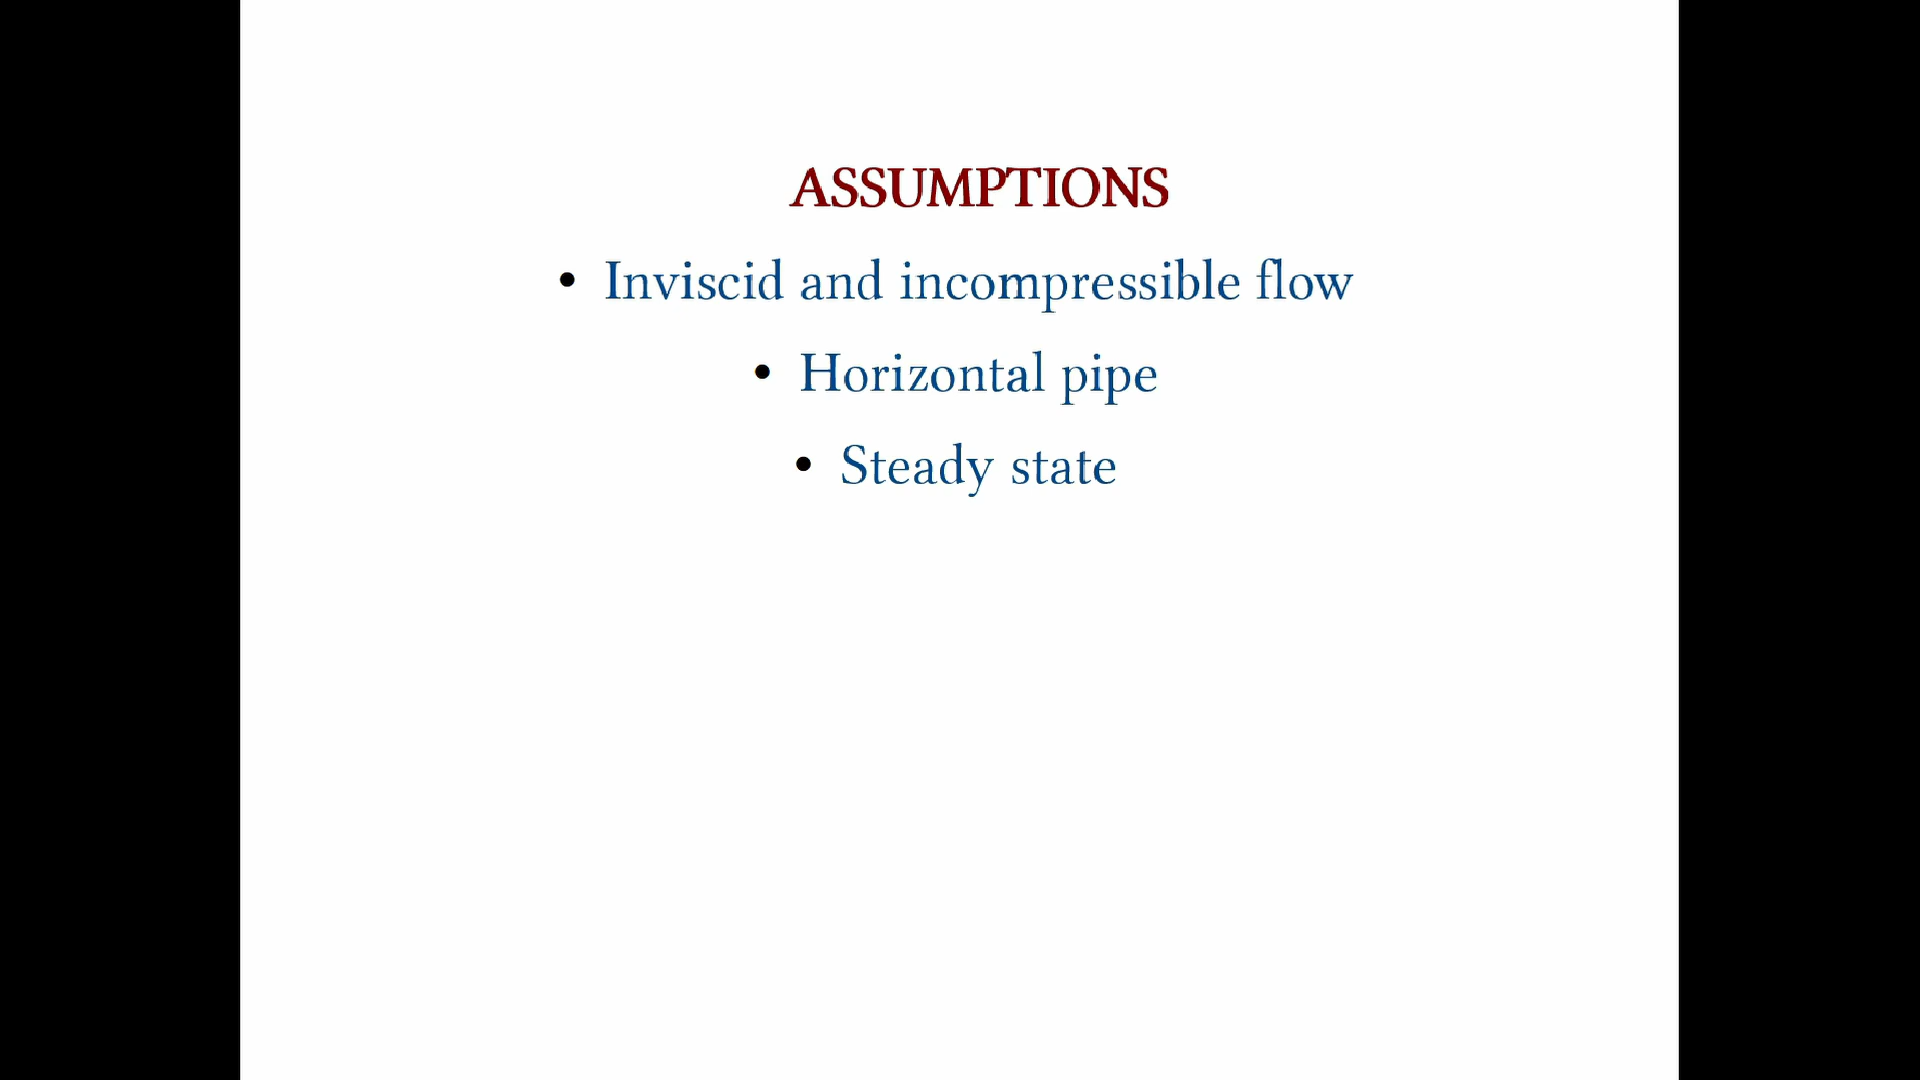 ASSUMPTIONS
• Inviscid and incompressible flow
• Horizontal pipe
• Steady state